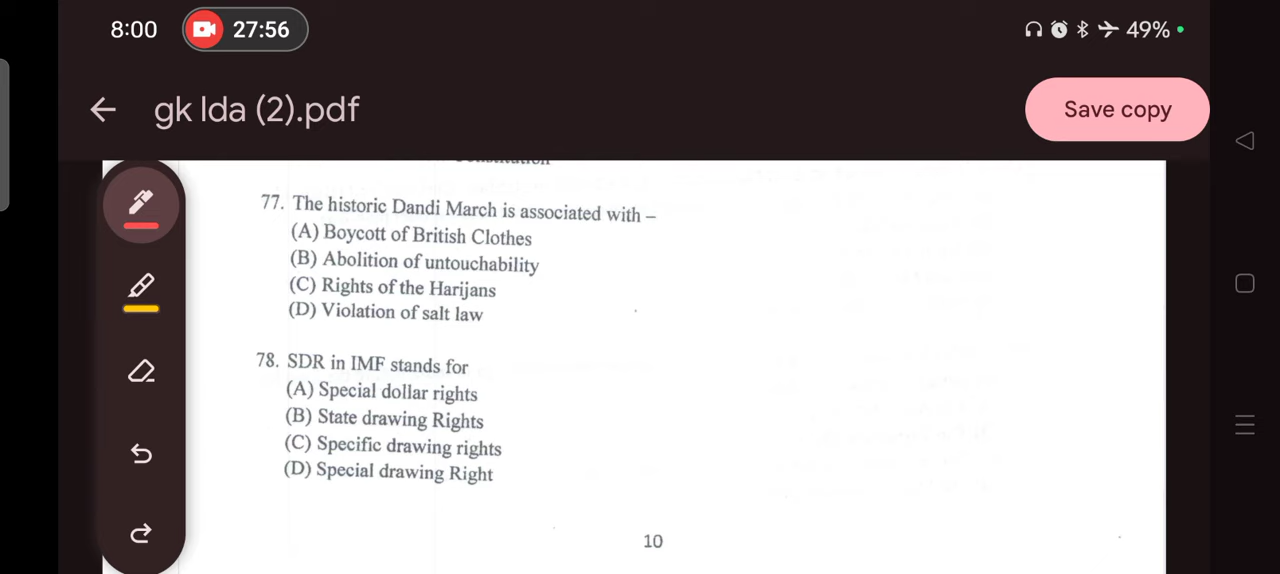 8:00 27:56 49%
gk lda (2).pdf Save copy
Constitution
77. The historic Dandi March is associated with –
(A) Boycott of British Clothes
(B) Abolition of untouchability
(C) Rights of the Harijans
(D) Violation of salt law
78. SDR in IMF stands for
(A) Special dollar rights
(B) State drawing Rights
(C) Specific drawing rights
(D) Special drawing Right
10